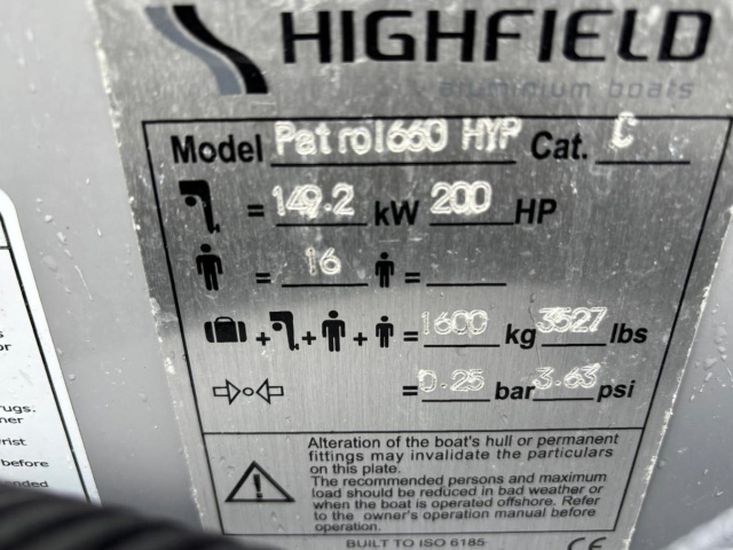 HIGHFIELD
aluminium boats
Model Patrol660 HYP Cat. C
= 149.2 kW 200 HP
= 16 =
+ + + = 1600 kg 3527 lbs
= 0.25 bar 3.63 psi
Alteration of the boat's hull or permanent
fittings may invalidate the particulars
on this plate.
The recommended persons and maximum
load should be reduced in bad weather or
when the boat is operated offshore. Refer
to the owner's operation manual before
operation.
BUILT TO ISO 6185
CE
or
before